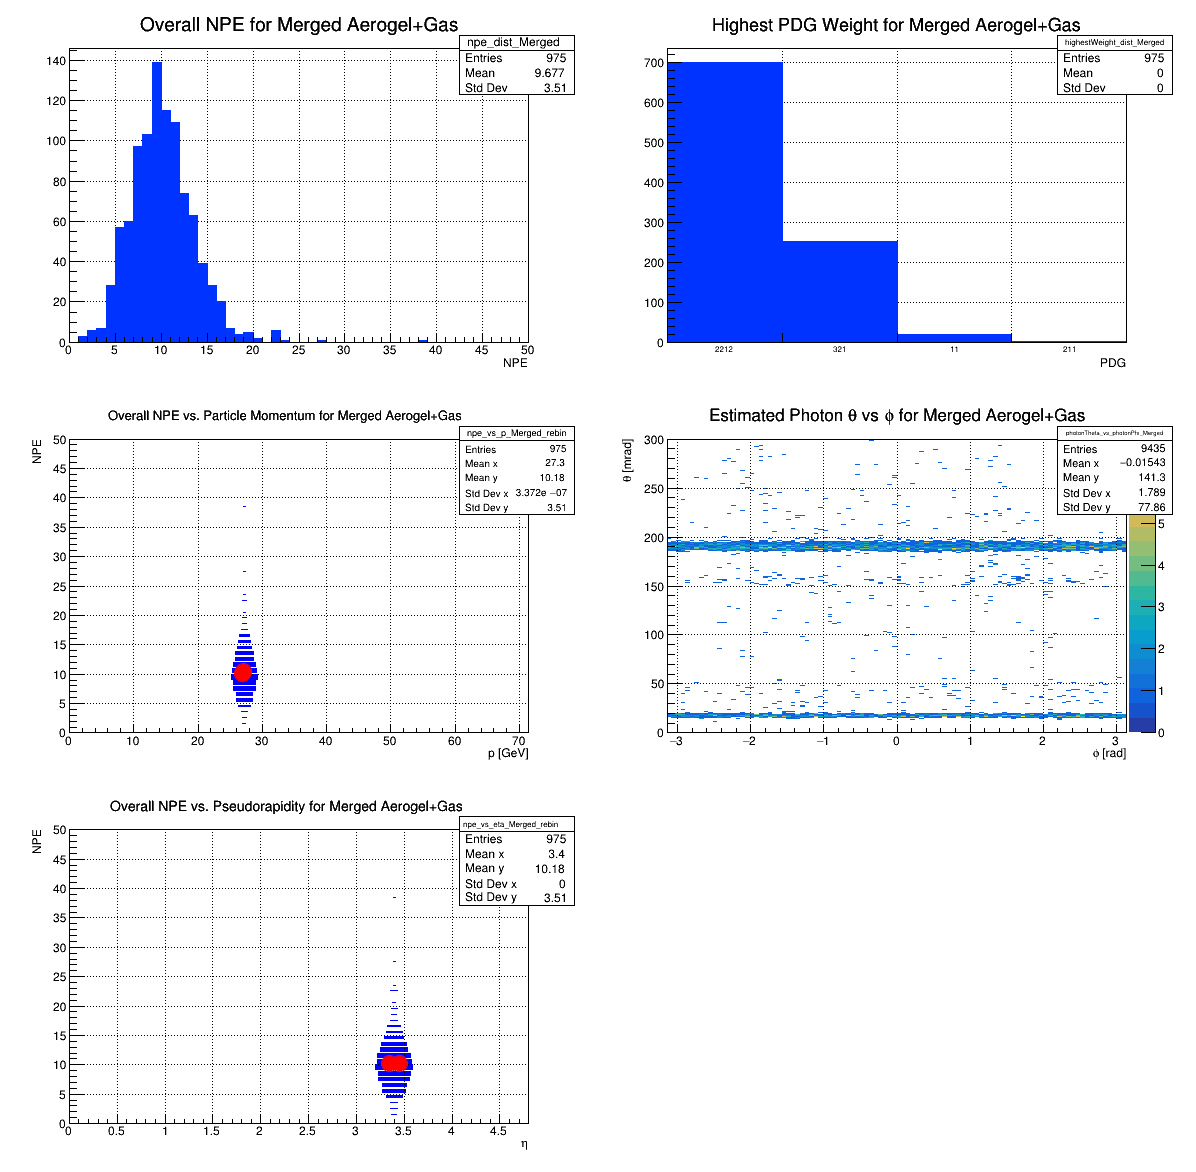 Overall NPE for Merged Aerogel+Gas
npe_dist_Merged
Entries 975
Mean 9.677
Std Dev 3.51
140
120
100
80
60
40
20
0
0 5 10 15 20 25 30 35 40 45 50
NPE
Highest PDG Weight for Merged Aerogel+Gas
highestWeight_dist_Merged
Entries 975
Mean 0
Std Dev 0
700
600
500
400
300
200
100
0
2212 321 11 211
PDG
Overall NPE vs. Particle Momentum for Merged Aerogel+Gas
NPE
npe_vs_p_Merged_rebin
Entries 975
Mean x 27.3
Mean y 10.18
Std Dev x 3.372e −07
Std Dev y 3.51
50
45
40
35
30
25
20
15
10
5
0
0 10 20 30 40 50 60 70
p [GeV]
Estimated Photon θ vs ϕ for Merged Aerogel+Gas
θ [mrad]
photonTheta_vs_photonPhi_Merged
Entries 9435
Mean x −0.01543
Mean y 141.3
Std Dev x 1.789
Std Dev y 77.86
300
250
200
150
100
50
0
−3 −2 −1 0 1 2 3
ϕ [rad]
5
4
3
2
1
0
Overall NPE vs. Pseudorapidity for Merged Aerogel+Gas
NPE
npe_vs_eta_Merged_rebin
Entries 975
Mean x 3.4
Mean y 10.18
Std Dev x 0
Std Dev y 3.51
50
45
40
35
30
25
20
15
10
5
0
0 0.5 1 1.5 2 2.5 3 3.5 4 4.5
η